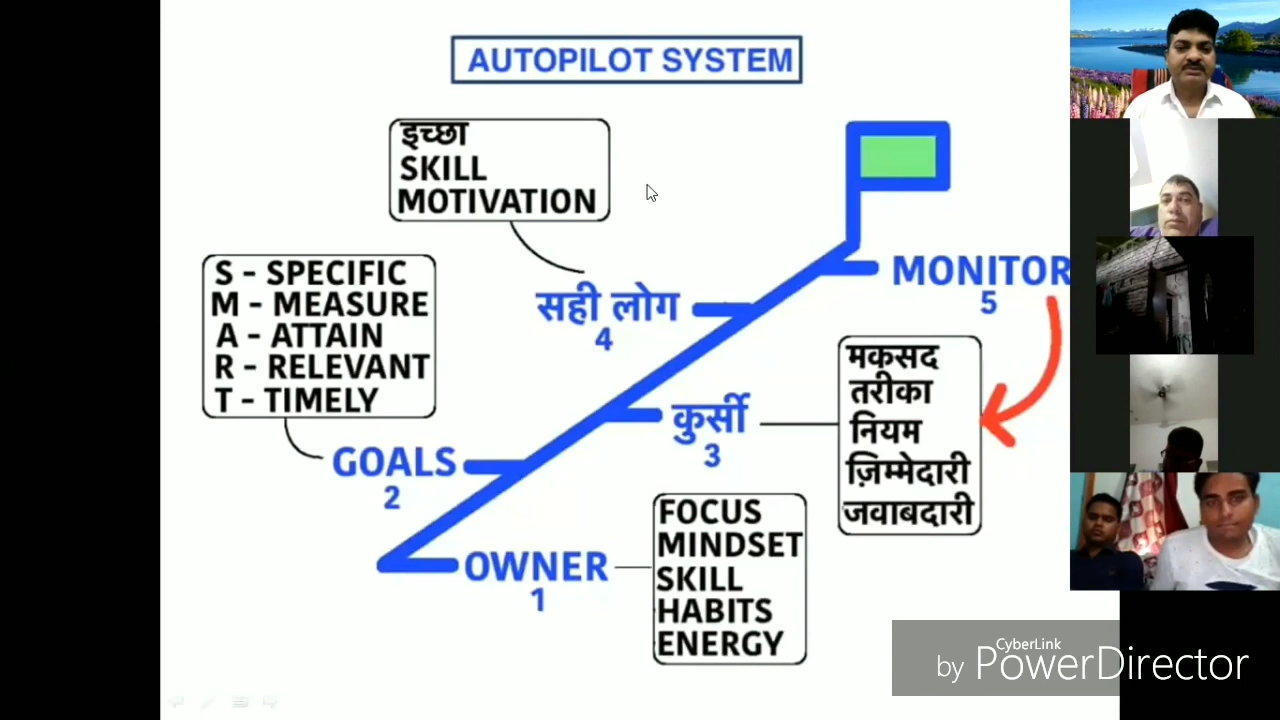 AUTOPILOT SYSTEM
इच्छा
SKILL
MOTIVATION
S - SPECIFIC
M - MEASURE
A - ATTAIN
R - RELEVANT
T - TIMELY
MONITOR
5
सही लोग
4
मकसद
तरीका
नियम
ज़िम्मेदारी
जवाबदारी
कुर्सी
3
GOALS
2
FOCUS
MINDSET
SKILL
HABITS
ENERGY
OWNER
1
CyberLink
by PowerDirector